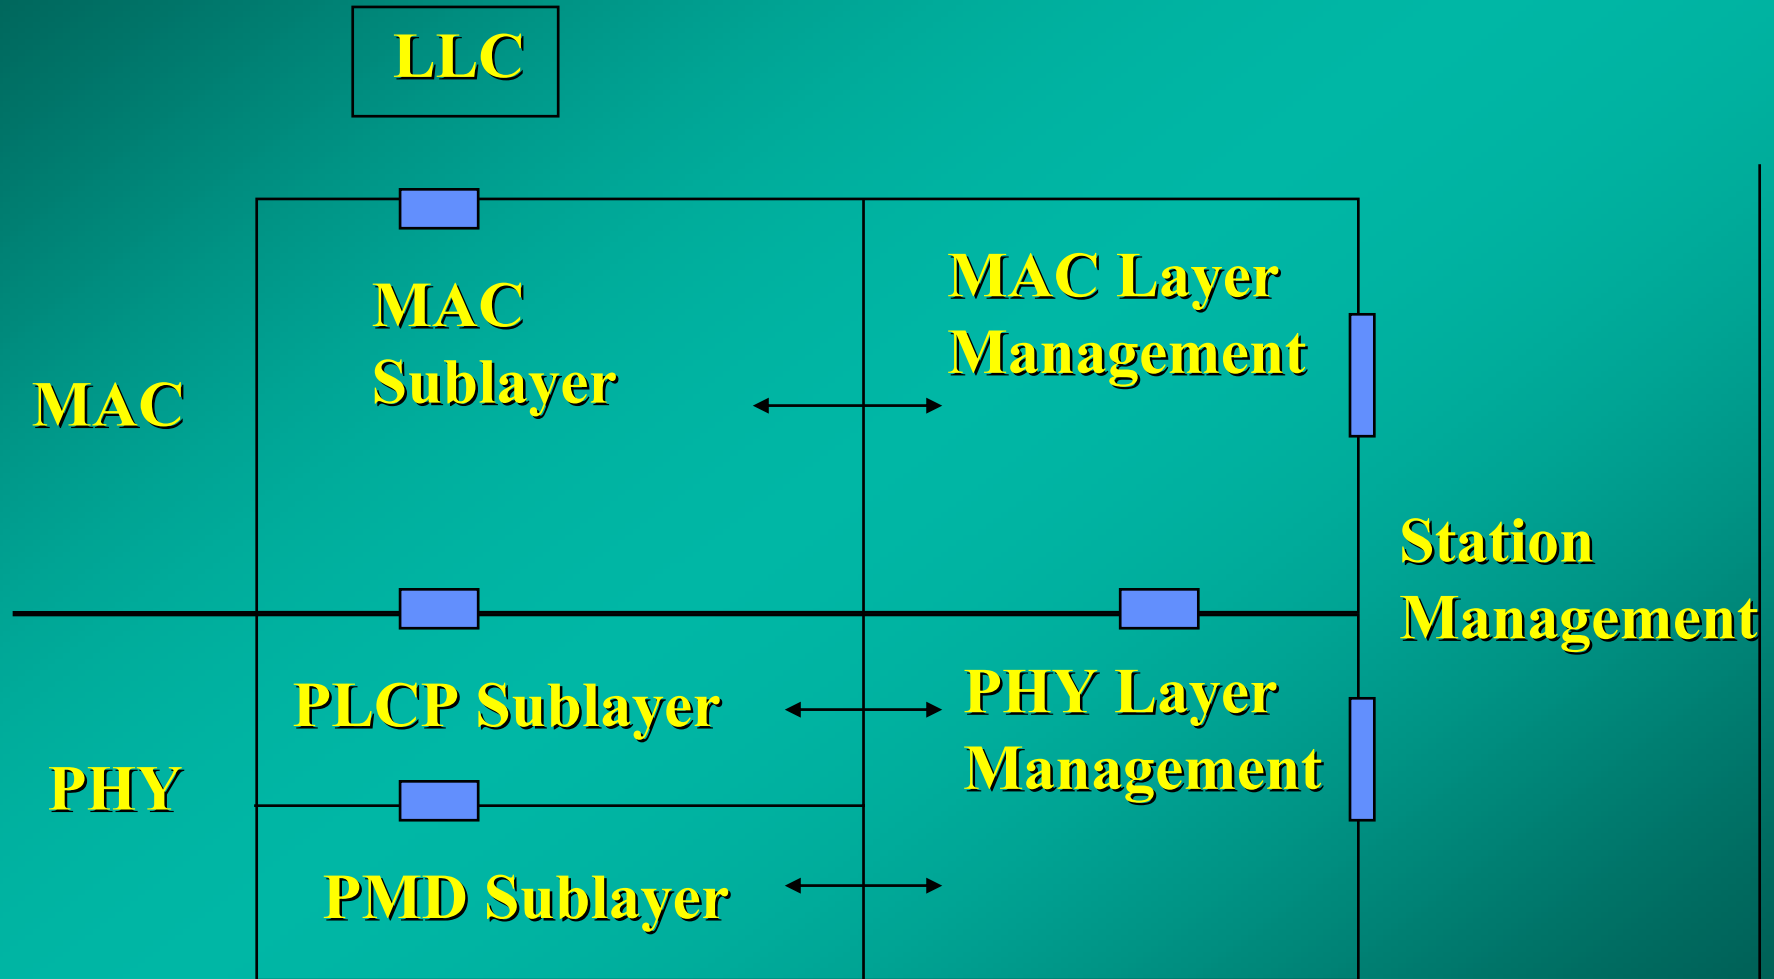 LLC
MAC
Sublayer
MAC Layer
Management
MAC
Station
Management
PLCP Sublayer
PHY Layer
Management
PHY
PMD Sublayer